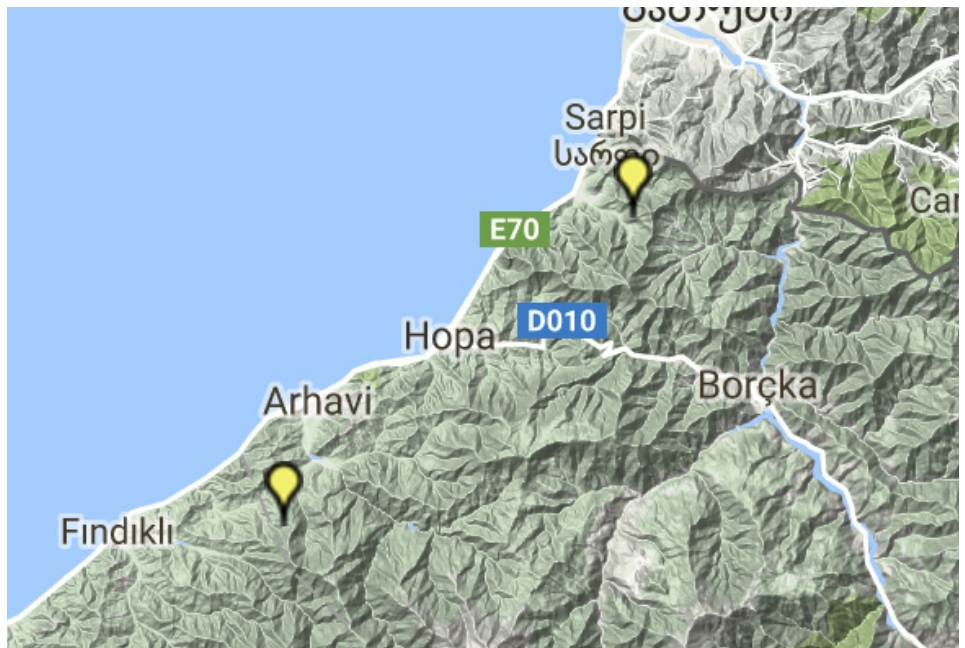 Sarpi
სარფი
E70
D010
Hopa
Borçka
Arhavi
Fındıklı